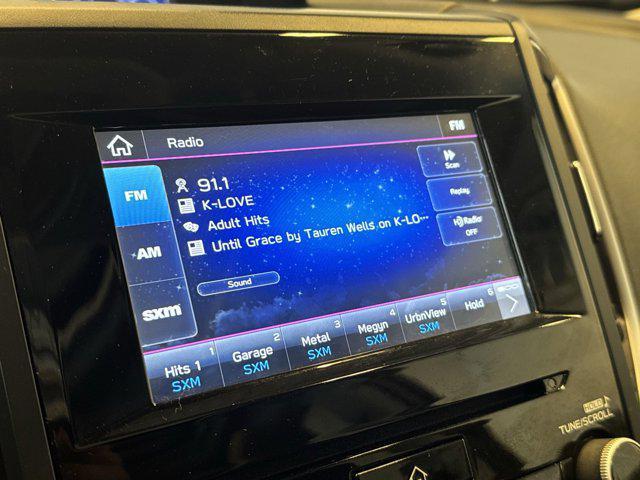 Radio
FM
FM
AM
SXM
91.1
K-LOVE
Adult Hits
Until Grace by Tauren Wells on K-LO...
Sound
Scan
Replay
HD Radio
OFF
Hits 1 1
SXM
Garage 2
SXM
Metal 3
SXM
Megyn 4
SXM
UrbnView 5
SXM
Hold 6
HOLD
TUNE/SCROLL